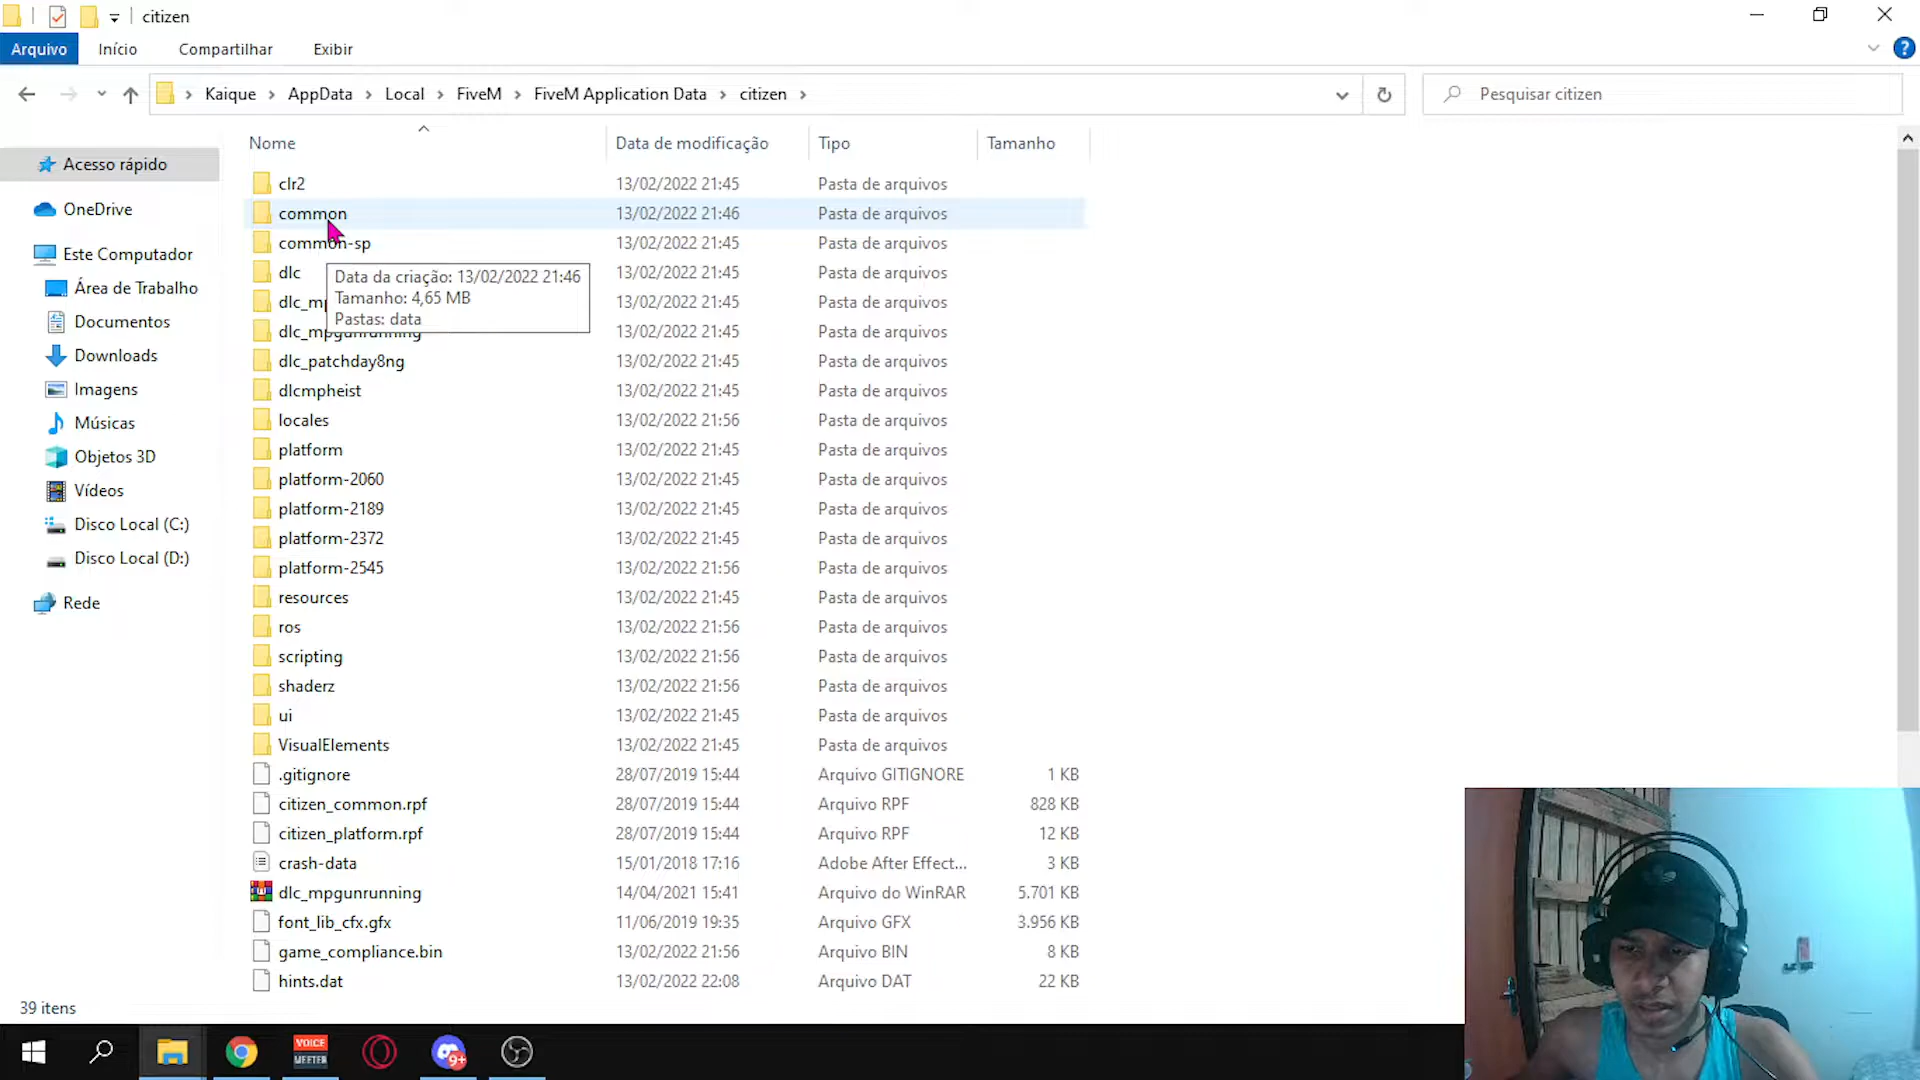 citizen
Arquivo Início Compartilhar Exibir
Kaique AppData Local FiveM FiveM Application Data citizen
Pesquisar citizen
Nome Data de modificação Tipo Tamanho
Acesso rápido
OneDrive
Este Computador
Área de Trabalho
Documentos
Downloads
Imagens
Músicas
Objetos 3D
Vídeos
Disco Local (C:)
Disco Local (D:)
Rede
clr2 13/02/2022 21:45 Pasta de arquivos
common 13/02/2022 21:46 Pasta de arquivos
common-sp 13/02/2022 21:45 Pasta de arquivos
dlc 13/02/2022 21:45 Pasta de arquivos
Data da criação: 13/02/2022 21:46
Tamanho: 4,65 MB
Pastas: data
13/02/2022 21:45 Pasta de arquivos
dlc_mpgunrunning 13/02/2022 21:45 Pasta de arquivos
dlc_patchday8ng 13/02/2022 21:45 Pasta de arquivos
dlcmpheist 13/02/2022 21:45 Pasta de arquivos
locales 13/02/2022 21:56 Pasta de arquivos
platform 13/02/2022 21:45 Pasta de arquivos
platform-2060 13/02/2022 21:45 Pasta de arquivos
platform-2189 13/02/2022 21:45 Pasta de arquivos
platform-2372 13/02/2022 21:45 Pasta de arquivos
platform-2545 13/02/2022 21:56 Pasta de arquivos
resources 13/02/2022 21:45 Pasta de arquivos
ros 13/02/2022 21:56 Pasta de arquivos
scripting 13/02/2022 21:56 Pasta de arquivos
shaderz 13/02/2022 21:56 Pasta de arquivos
ui 13/02/2022 21:45 Pasta de arquivos
VisualElements 13/02/2022 21:45 Pasta de arquivos
.gitignore 28/07/2019 15:44 Arquivo GITIGNORE 1 KB
citizen_common.rpf 28/07/2019 15:44 Arquivo RPF 828 KB
citizen_platform.rpf 28/07/2019 15:44 Arquivo RPF 12 KB
crash-data 15/01/2018 17:16 Adobe After Effect... 3 KB
dlc_mpgunrunning 14/04/2021 15:41 Arquivo do WinRAR 5.701 KB
font_lib_cfx.gfx 11/06/2019 19:35 Arquivo GFX 3.956 KB
game_compliance.bin 13/02/2022 21:56 Arquivo BIN 8 KB
hints.dat 13/02/2022 22:08 Arquivo DAT 22 KB
39 itens
VOICE
MEETER
9+